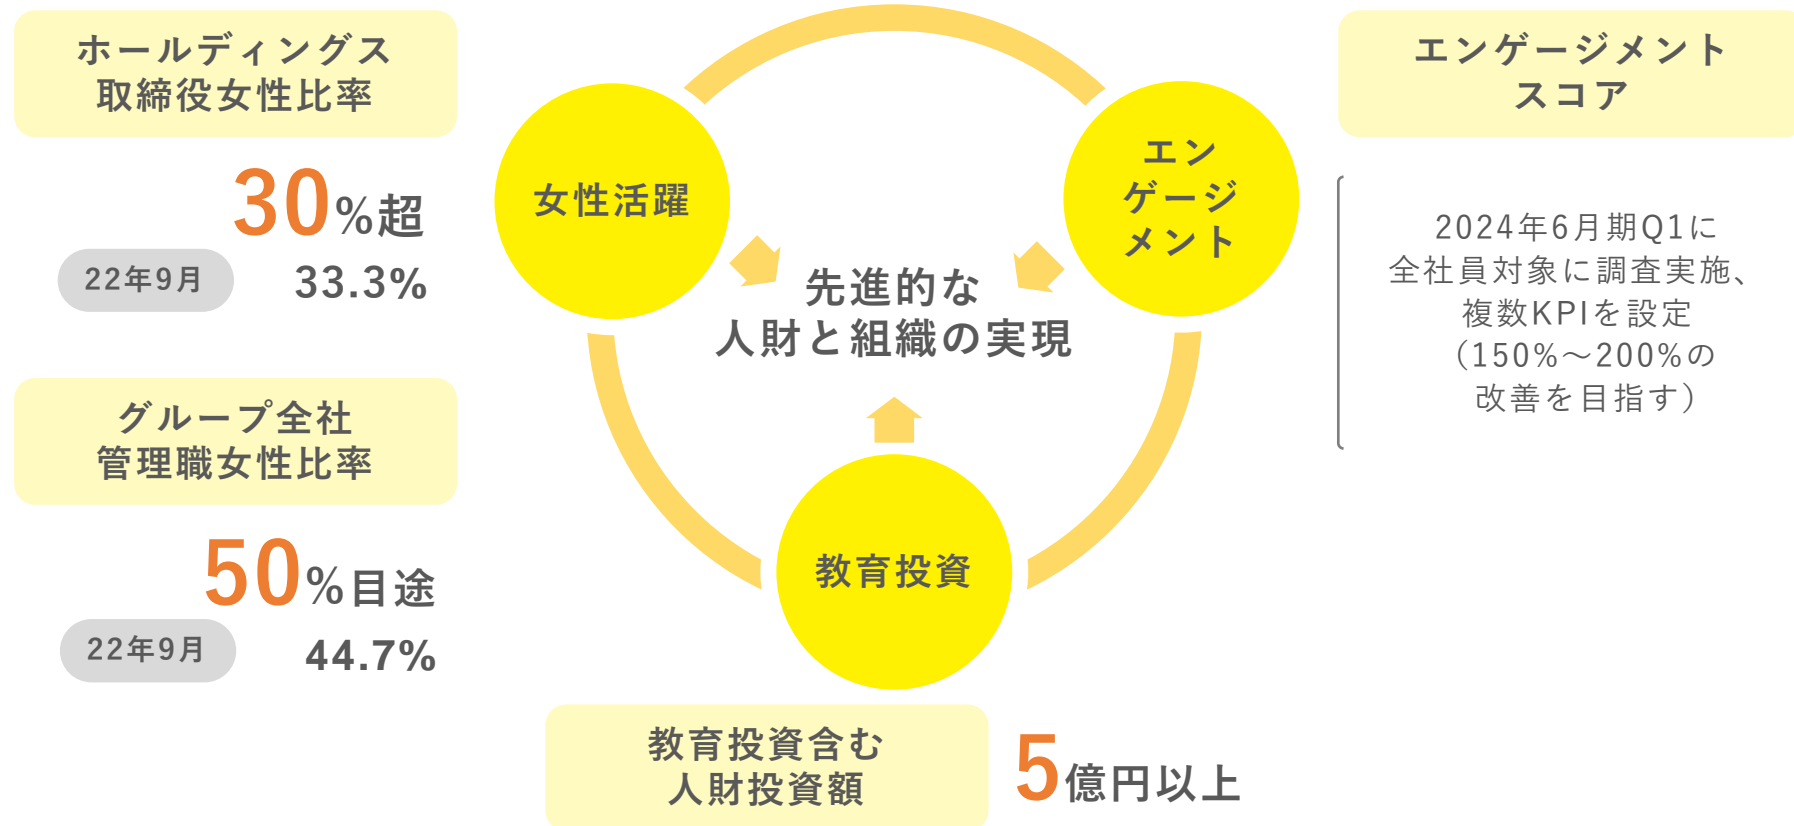 ホールディングス
取締役女性比率
30%超
22年9月 33.3%
グループ全社
管理職女性比率
50%目途
22年9月 44.7%
女性活躍
エン
ゲージ
メント
先進的な
人財と組織の実現
教育投資
エンゲージメント
スコア
2024年6月期Q1に
全社員対象に調査実施、
複数KPIを設定
（150%～200%の
改善を目指す）
教育投資含む
人財投資額
5億円以上